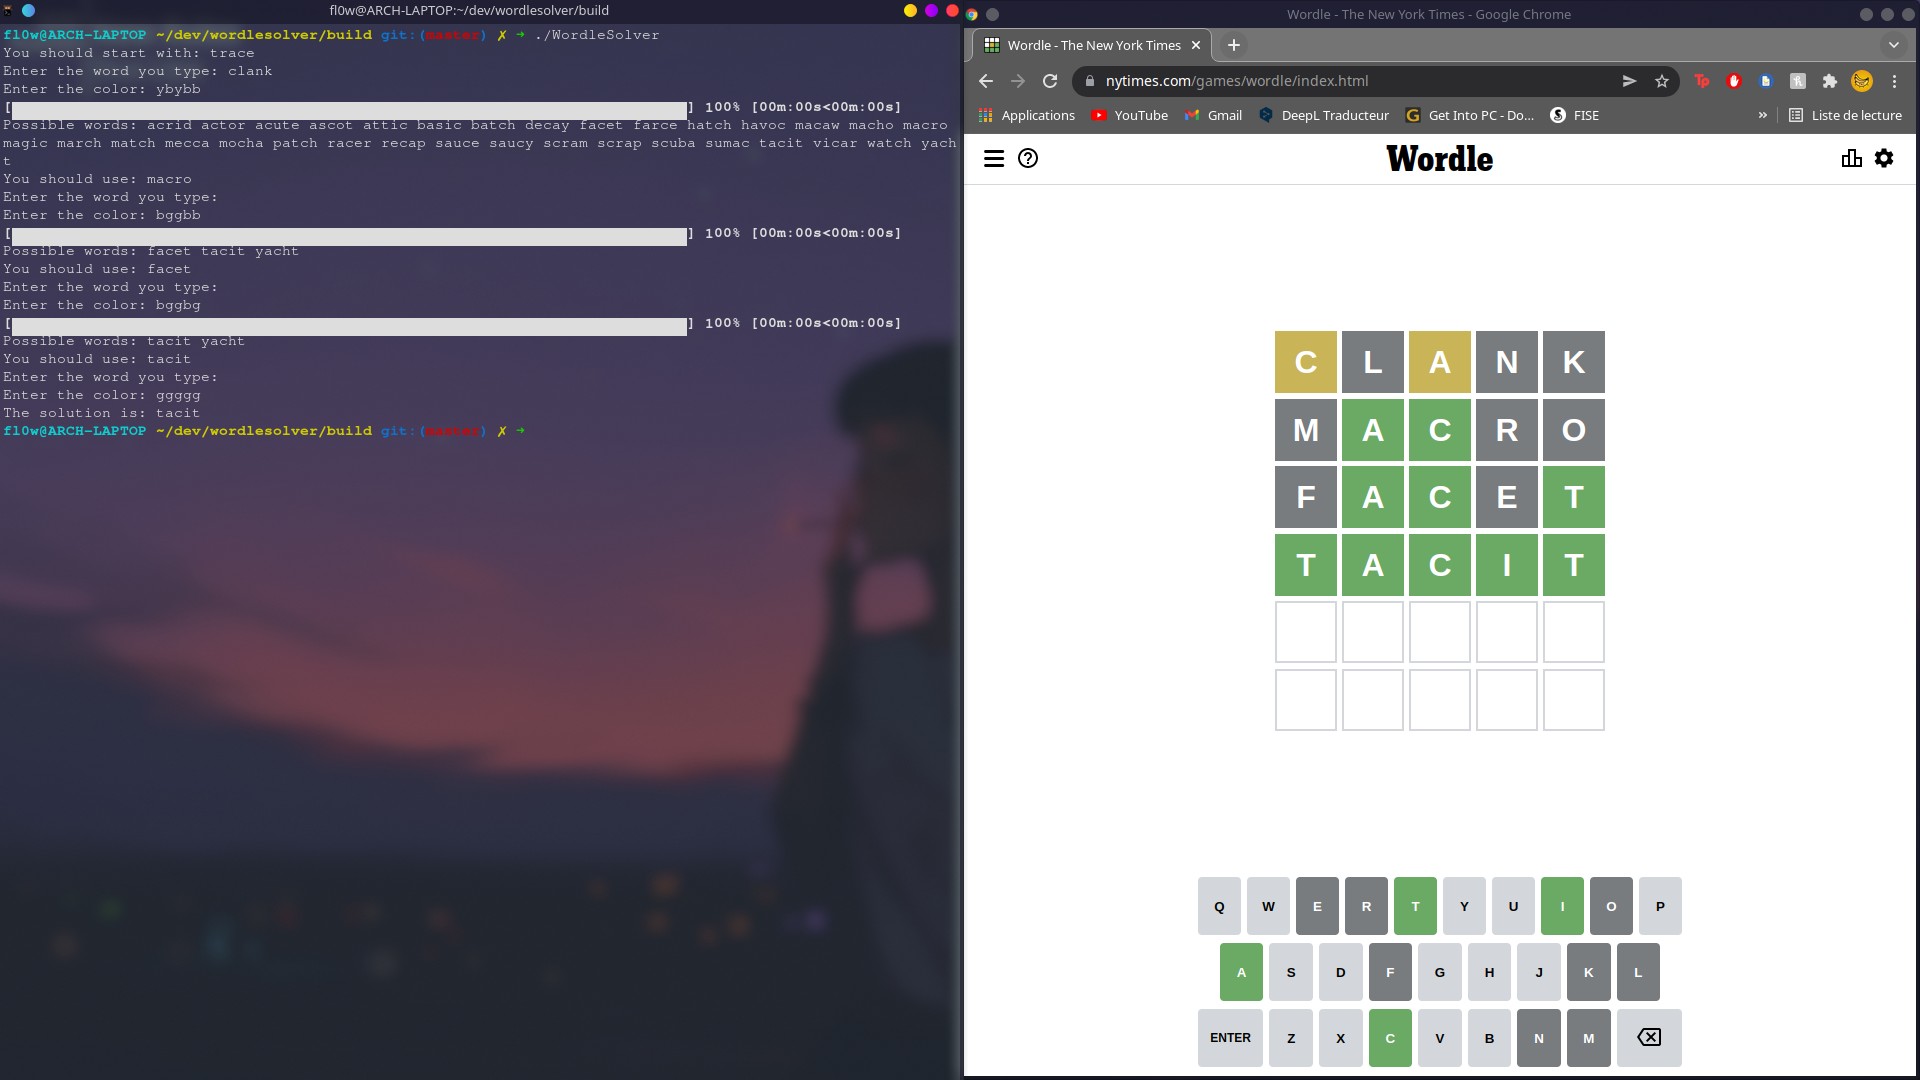 fl0w@ARCH-LAPTOP:~/dev/wordlesolver/build
fl0w@ARCH-LAPTOP ~/dev/wordlesolver/build git:(master) ✗ ➜ ./WordleSolver
You should start with: trace
Enter the word you type: clank
Enter the color: ybybb
[ ] 100% [00m:00s<00m:00s]
Possible words: acrid actor acute ascot attic basic batch decay facet farce hatch havoc macaw macho macro
magic march match mecca mocha patch racer recap sauce saucy scram scrap scuba sumac tacit vicar watch yach
t
You should use: macro
Enter the word you type:
Enter the color: bggbb
[ ] 100% [00m:00s<00m:00s]
Possible words: facet tacit yacht
You should use: facet
Enter the word you type:
Enter the color: bggbg
[ ] 100% [00m:00s<00m:00s]
Possible words: tacit yacht
You should use: tacit
Enter the word you type:
Enter the color: ggggg
The solution is: tacit
fl0w@ARCH-LAPTOP ~/dev/wordlesolver/build git:(master) ✗ ➜
Wordle - The New York Times - Google Chrome
Wordle - The New York Times
nytimes.com/games/wordle/index.html
Applications YouTube Gmail DeepL Traducteur Get Into PC - Do... FISE » Liste de lecture
Wordle
C L A N K
M A C R O
F A C E T
T A C I T
Q W E R T Y U I O P
A S D F G H J K L
ENTER Z X C V B N M